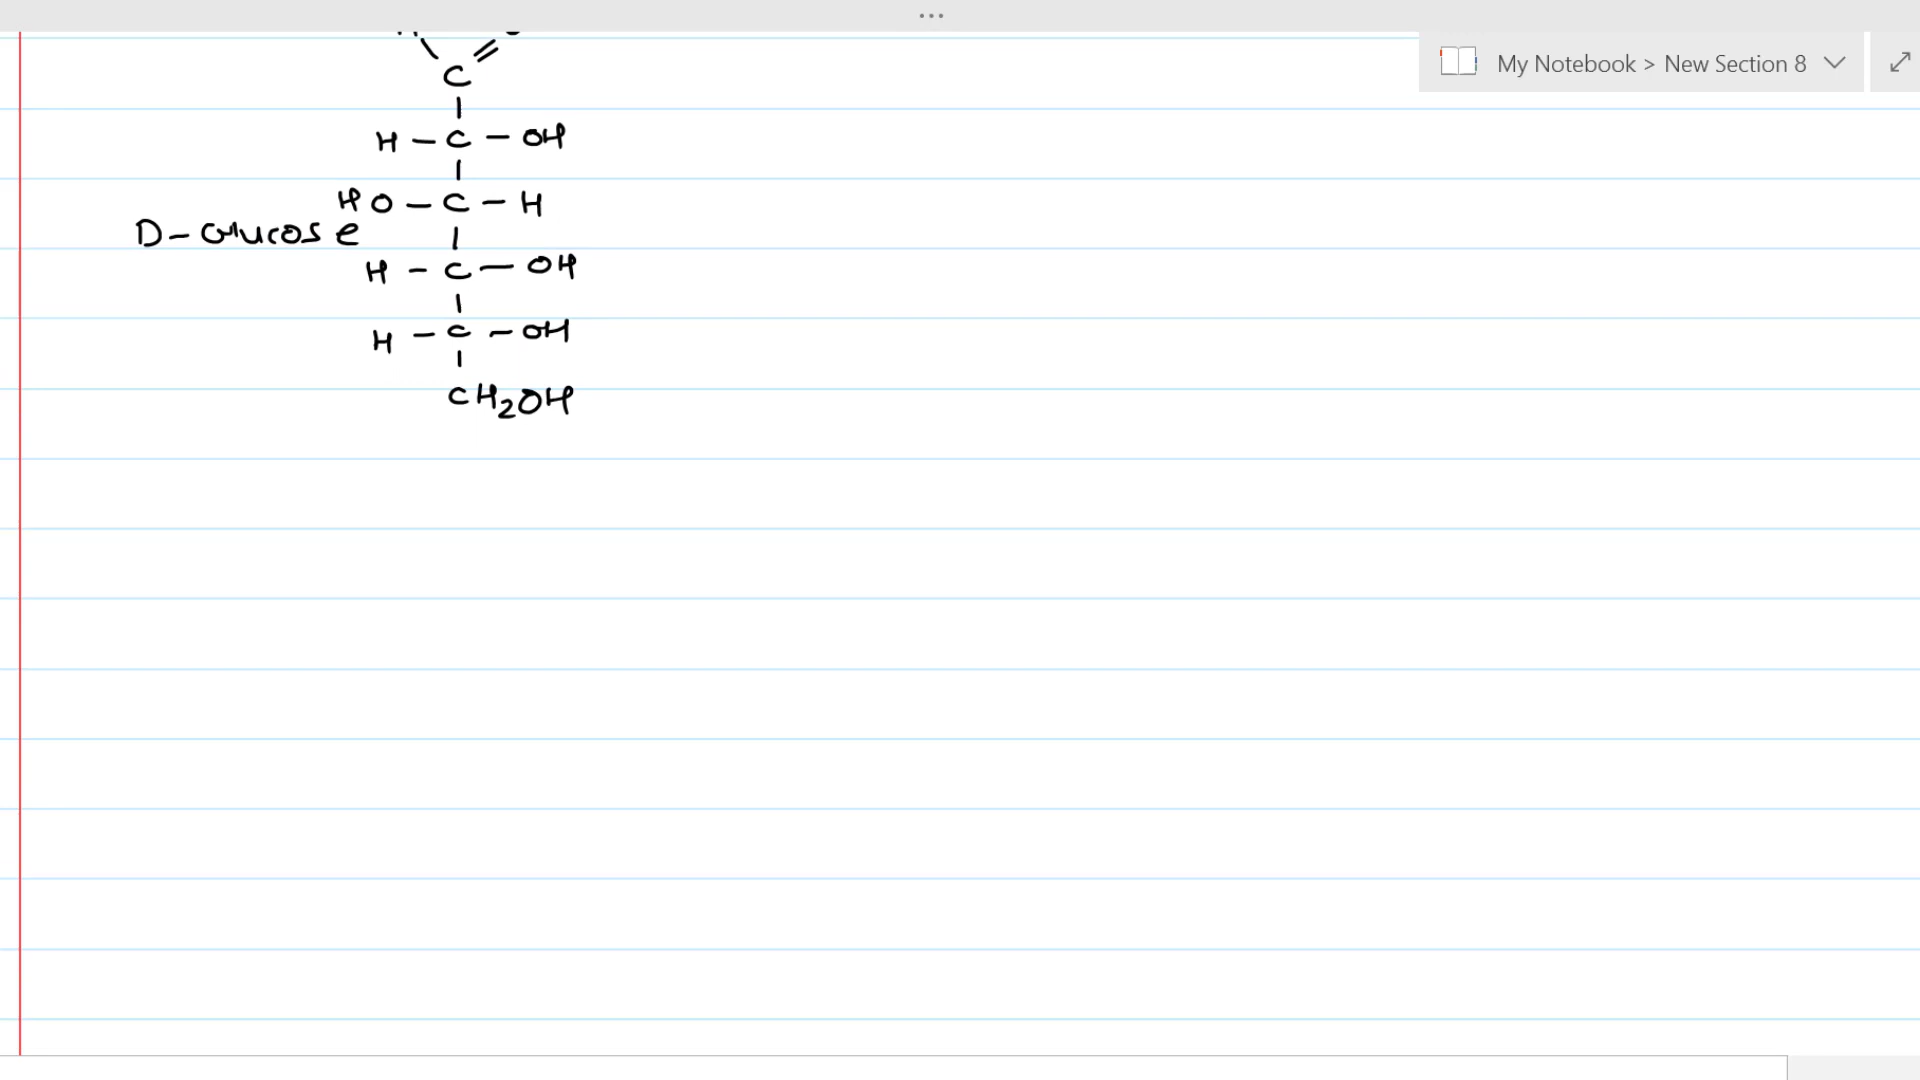 ...
My Notebook > New Section 8
C
H - C - OH
HO - C - H
D- Glucose
H - C - OH
H - C - OH
CH2OH